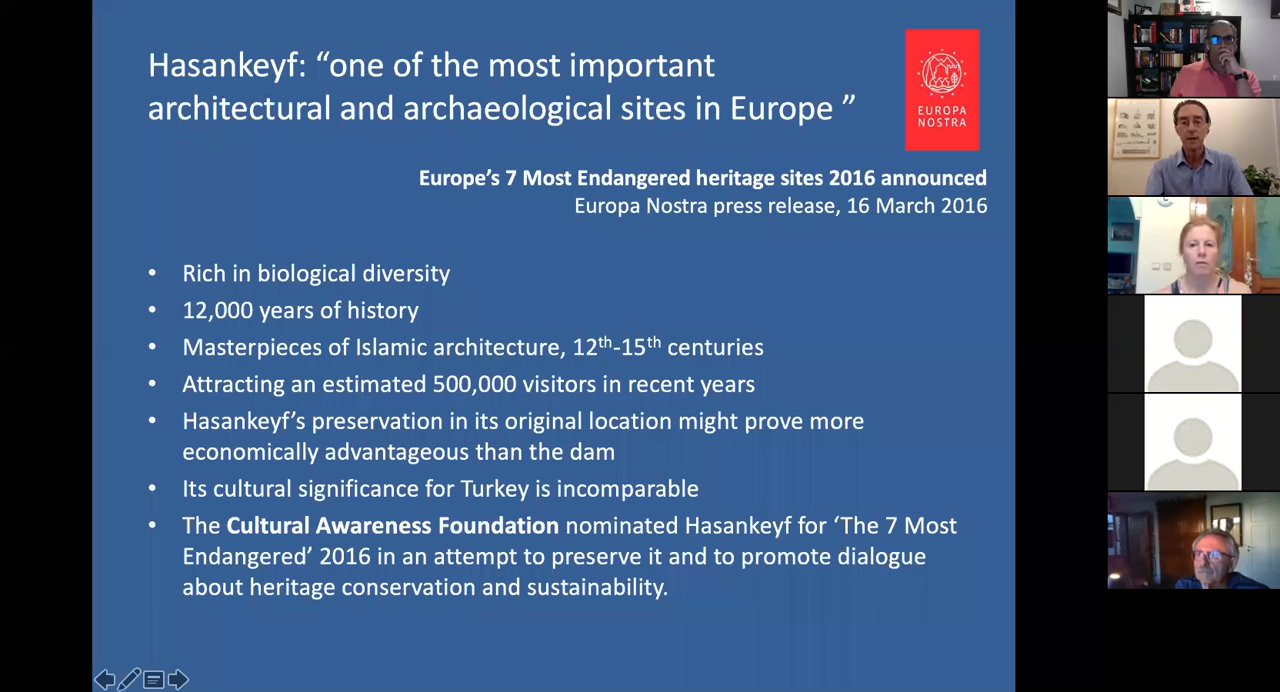 Hasankeyf: “one of the most important
architectural and archaeological sites in Europe ”
EUROPA
NOSTRA
Europe’s 7 Most Endangered heritage sites 2016 announced
Europa Nostra press release, 16 March 2016
• Rich in biological diversity
• 12,000 years of history
• Masterpieces of Islamic architecture, 12th-15th centuries
• Attracting an estimated 500,000 visitors in recent years
• Hasankeyf’s preservation in its original location might prove more
economically advantageous than the dam
• Its cultural significance for Turkey is incomparable
• The Cultural Awareness Foundation nominated Hasankeyf for ‘The 7 Most
Endangered’ 2016 in an attempt to preserve it and to promote dialogue
about heritage conservation and sustainability.